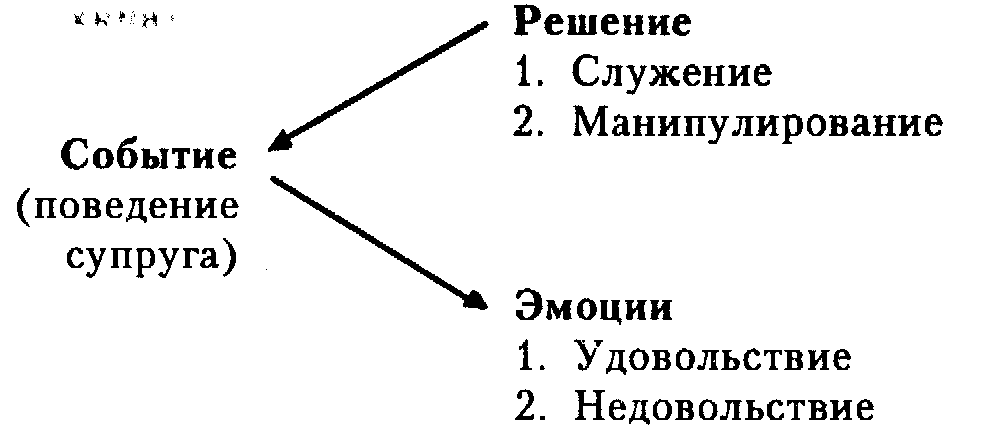 Решение
1. Служение
2. Манипулирование
Событие
(поведение
супруга)
Эмоции
1. Удовольствие
2. Недовольствие